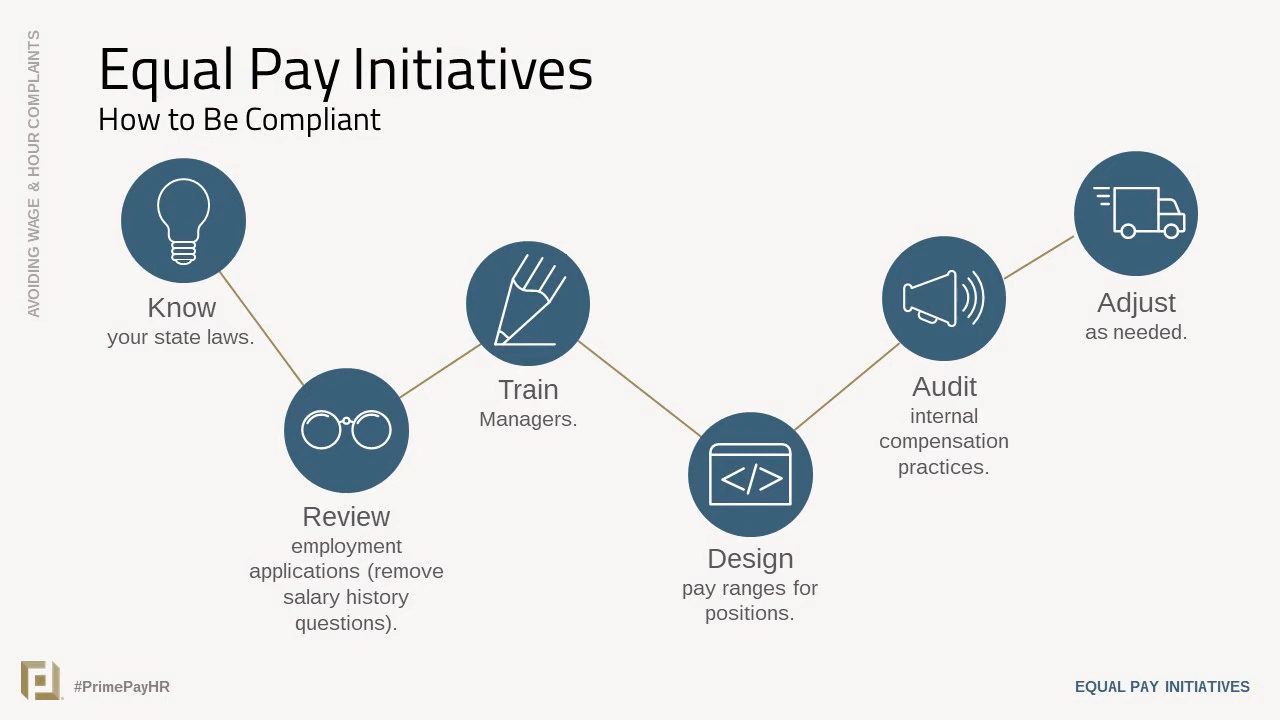 AVOIDING WAGE & HOUR COMPLAINTS
Equal Pay Initiatives
How to Be Compliant
Know
your state laws.
Review
employment
applications (remove
salary history
questions).
Train
Managers.
</>
Design
pay ranges for
positions.
Audit
internal
compensation
practices.
Adjust
as needed.
#PrimePayHR
EQUAL PAY INITIATIVES